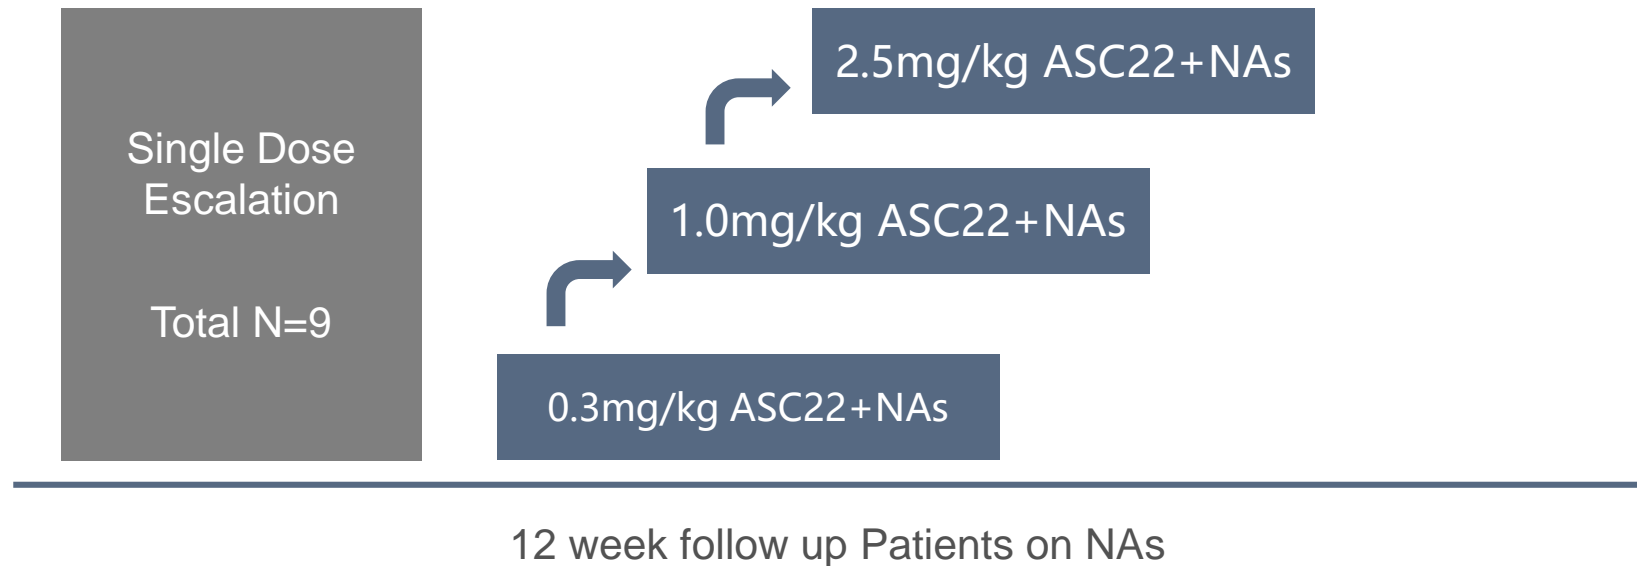 Single Dose
Escalation
Total N=9
2.5mg/kg ASC22+NAs
1.0mg/kg ASC22+NAs
0.3mg/kg ASC22+NAs
12 week follow up Patients on NAs